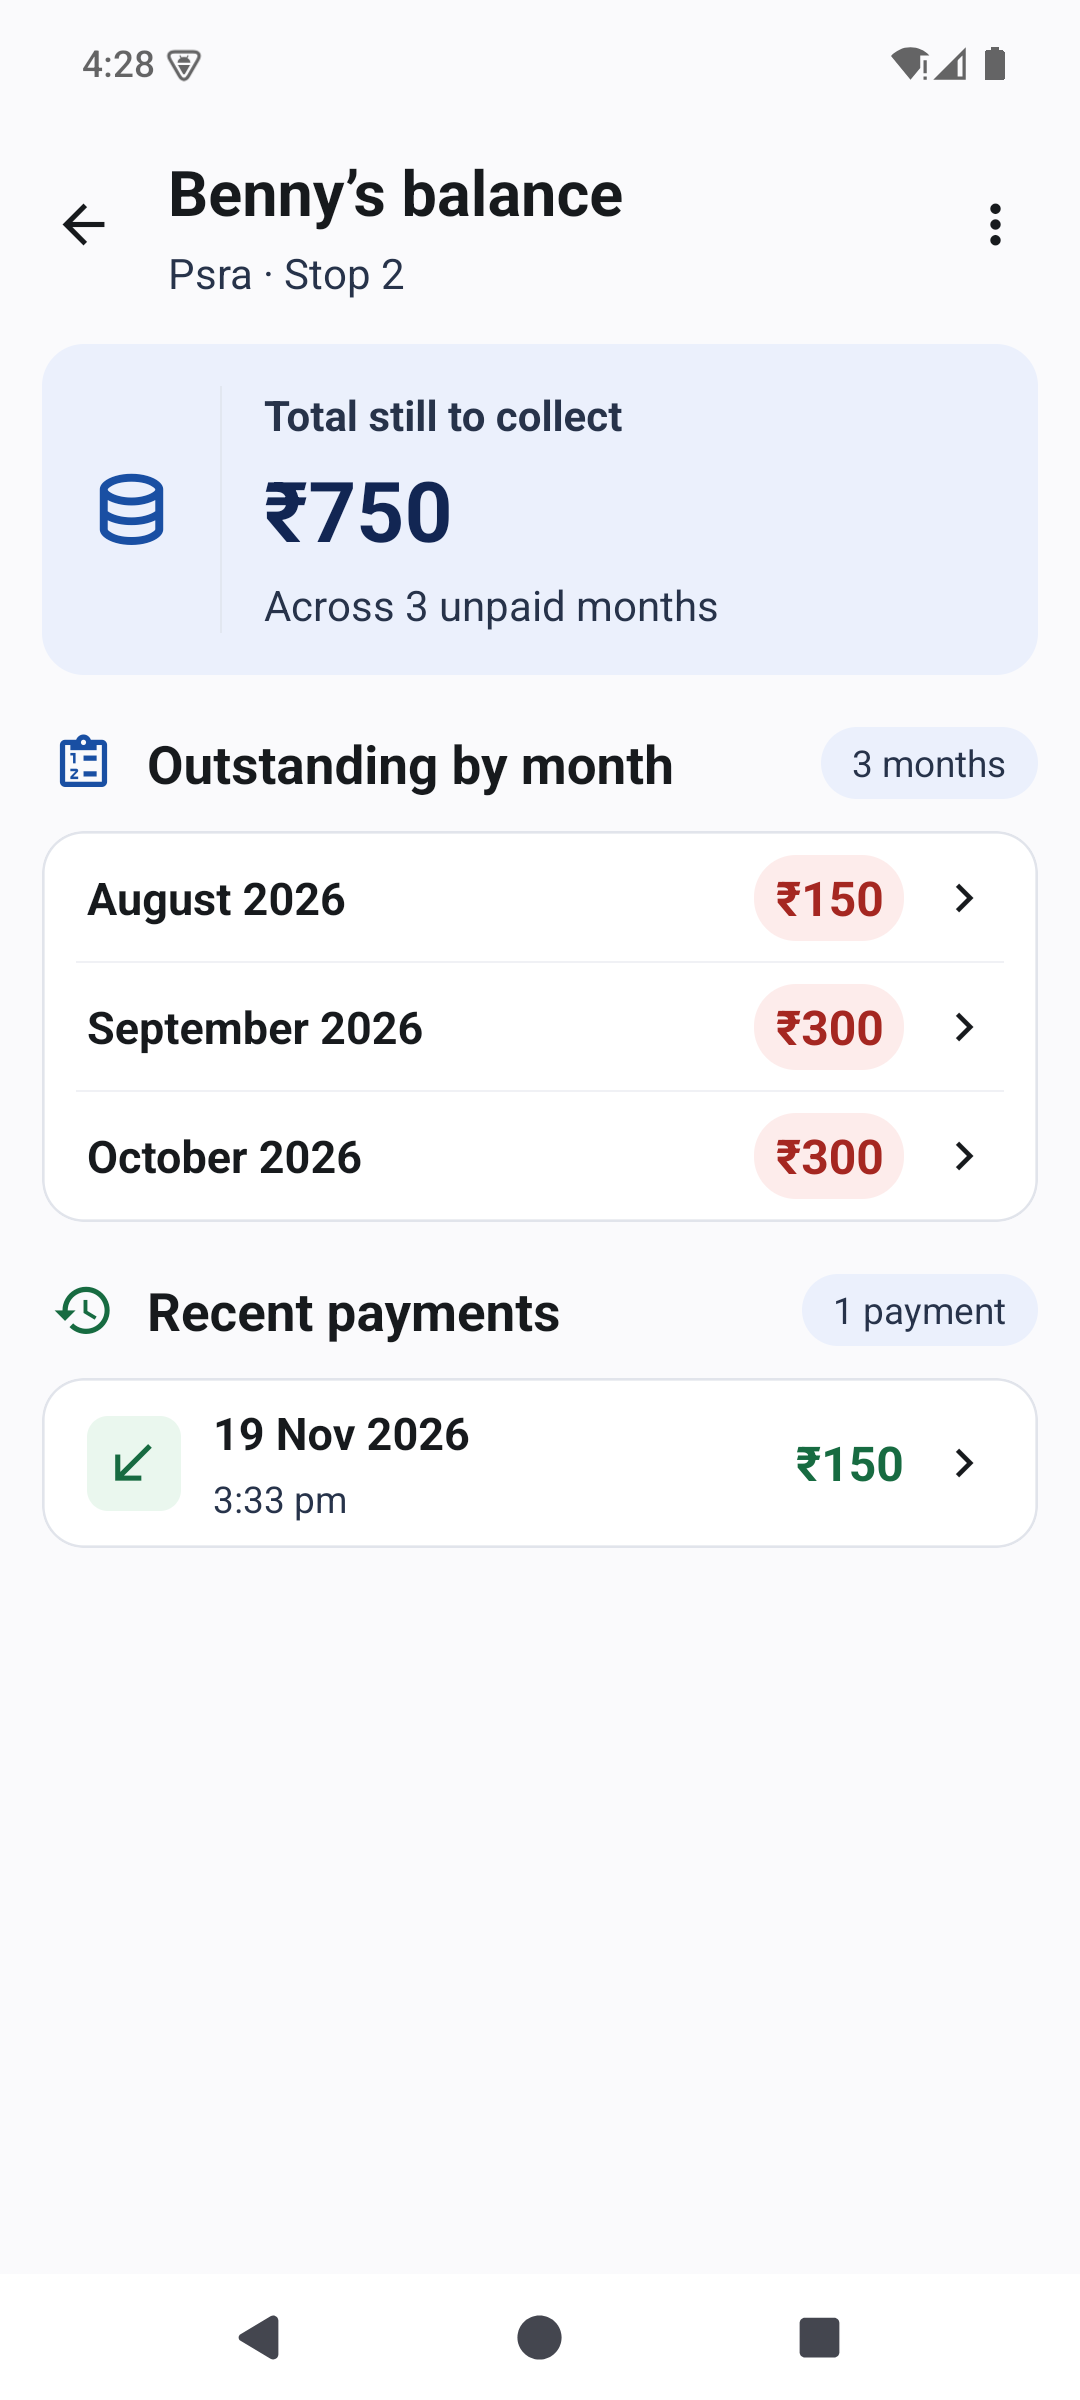 4:28
Benny’s balance
Psra · Stop 2
Total still to collect
₹750
Across 3 unpaid months
Outstanding by month
3 months
August 2026
₹150
September 2026
₹300
October 2026
₹300
Recent payments
1 payment
19 Nov 2026
3:33 pm
₹150